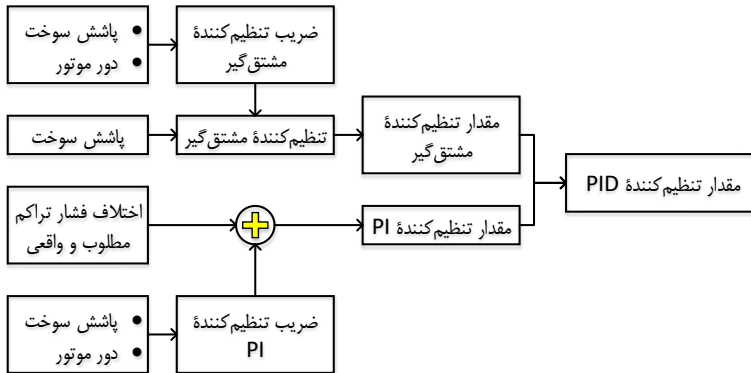 • پاشش سوخت
• دور موتور
ضریب تنظیم‌کنندهٔ
مشتق‌گیر
پاشش سوخت
تنظیم‌کنندهٔ مشتق‌گیر
مقدار تنظیم‌کنندهٔ
مشتق‌گیر
مقدار تنظیم‌کنندهٔ PID
اختلاف فشار تراکم
مطلوب و واقعی
مقدار تنظیم‌کنندهٔ PI
• پاشش سوخت
• دور موتور
ضریب تنظیم‌کنندهٔ
PI